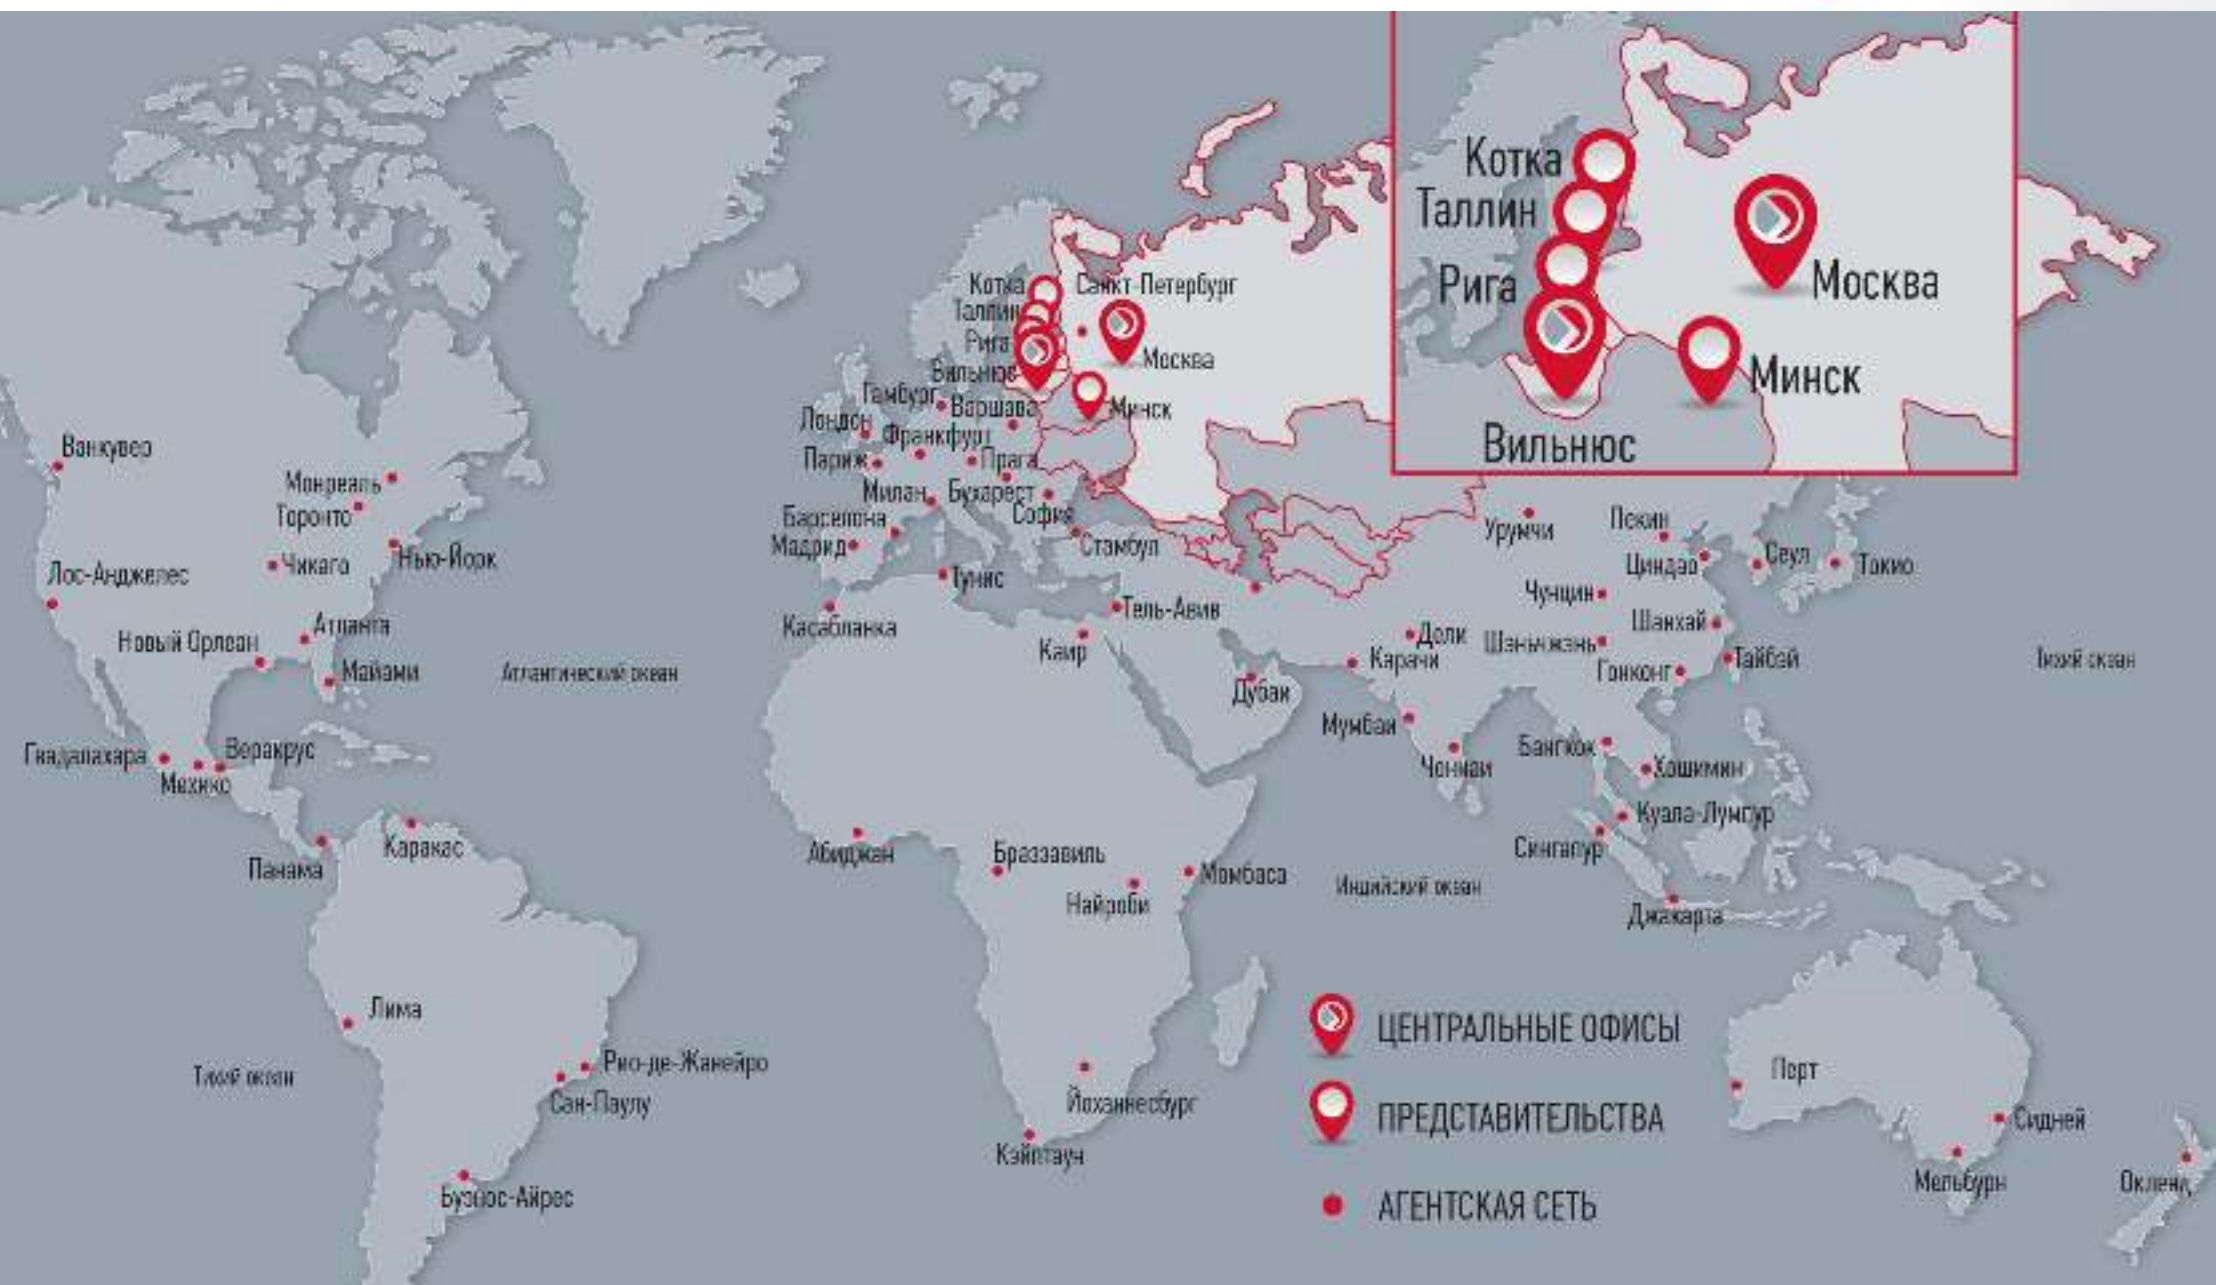 Котка
Таллин
Рига
Москва
Минск
Вильнюс
Котка
Санкт-Петербург
Таллин
Рига
Москва
Вильнюс
Гамбург
Варшава
Минск
Лондон
Франкфурт
Париж
Прага
Милан
Бухарест
София
Барселона
Мадрид
Стамбул
Тунис
Касабланка
Тель-Авив
Каир
Дубаи
Ванкувер
Монреаль
Торонто
Чикаго
Нью-Йорк
Лос-Анджелес
Атланта
Новый Орлеан
Майами
Атлантический океан
Гвадалахара
Веракрус
Мехико
Панама
Каракас
Лима
Тихий океан
Рио-де-Жанейро
Сан-Паулу
Буэнос-Айрес
Абиджан
Браззавиль
Момбаса
Найроби
Йоханнесбург
Кэйптаун
Индийский океан
Урумчи
Пекин
Циндао
Сеул
Токио
Чунцин
Шанхай
Дели
Шэньчжэнь
Карачи
Гонконг
Тайбэй
Тихий океан
Мумбаи
Ченнаи
Бангкок
Хошимин
Куала-Лумпур
Сингапур
Джакарта
Перт
Сидней
Мельбурн
Окленд
ЦЕНТРАЛЬНЫЕ ОФИСЫ
ПРЕДСТАВИТЕЛЬСТВА
АГЕНТСКАЯ СЕТЬ